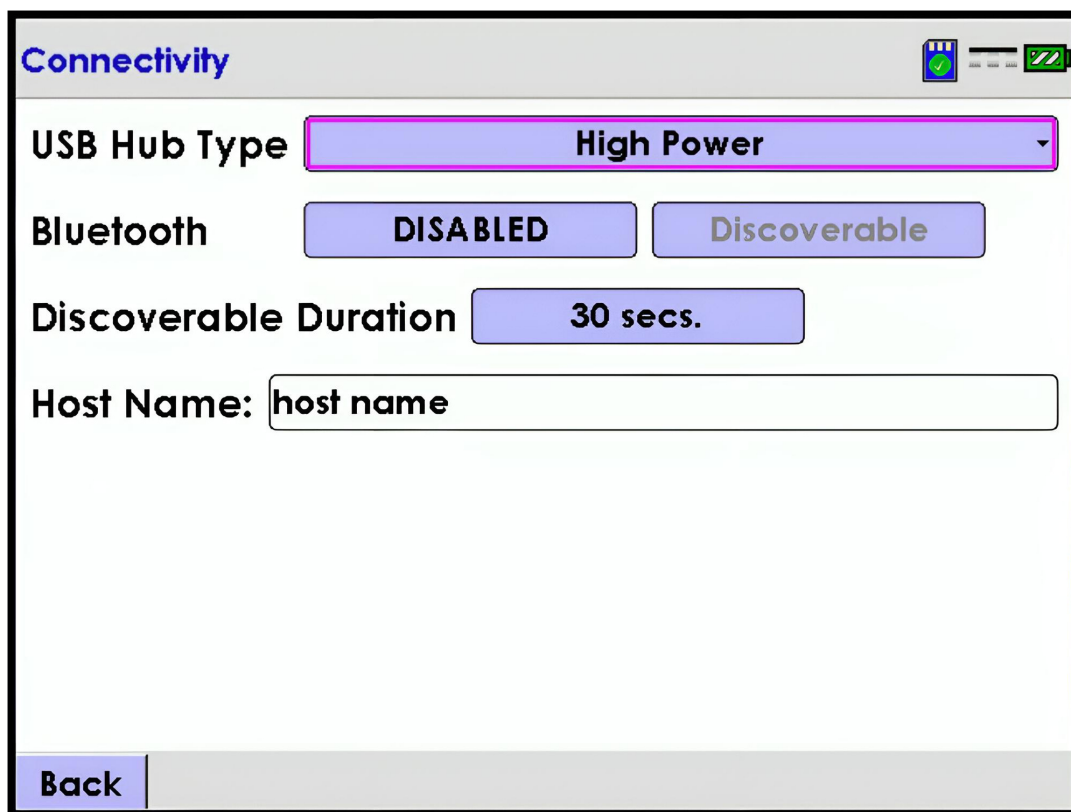 Connectivity
USB Hub Type High Power
Bluetooth DISABLED Discoverable
Discoverable Duration 30 secs.
Host Name: host name
Back